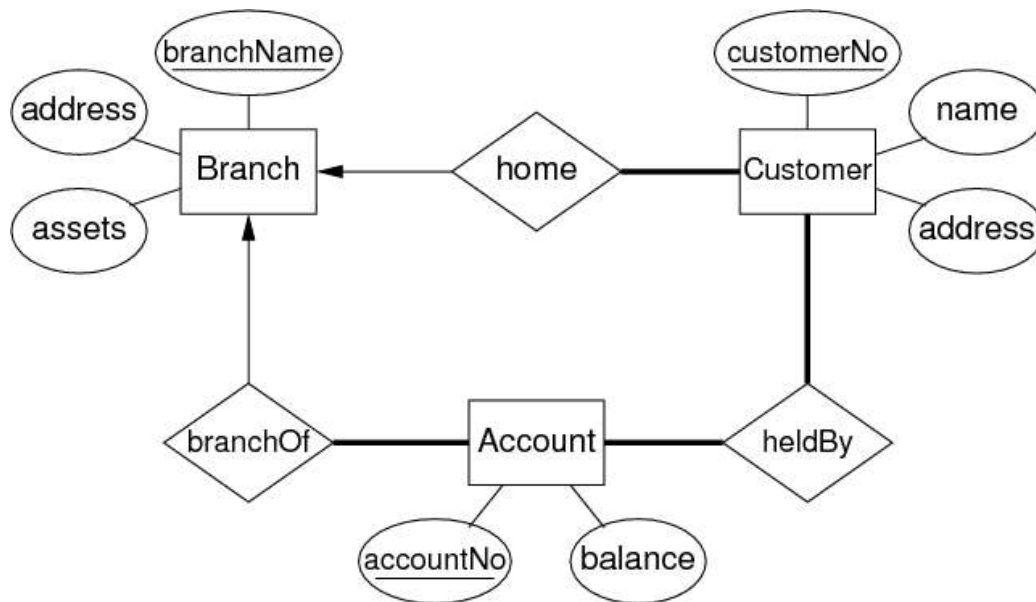 branchName
customerNo
address
name
Branch
home
Customer
assets
address
branchOf
Account
heldBy
accountNo
balance